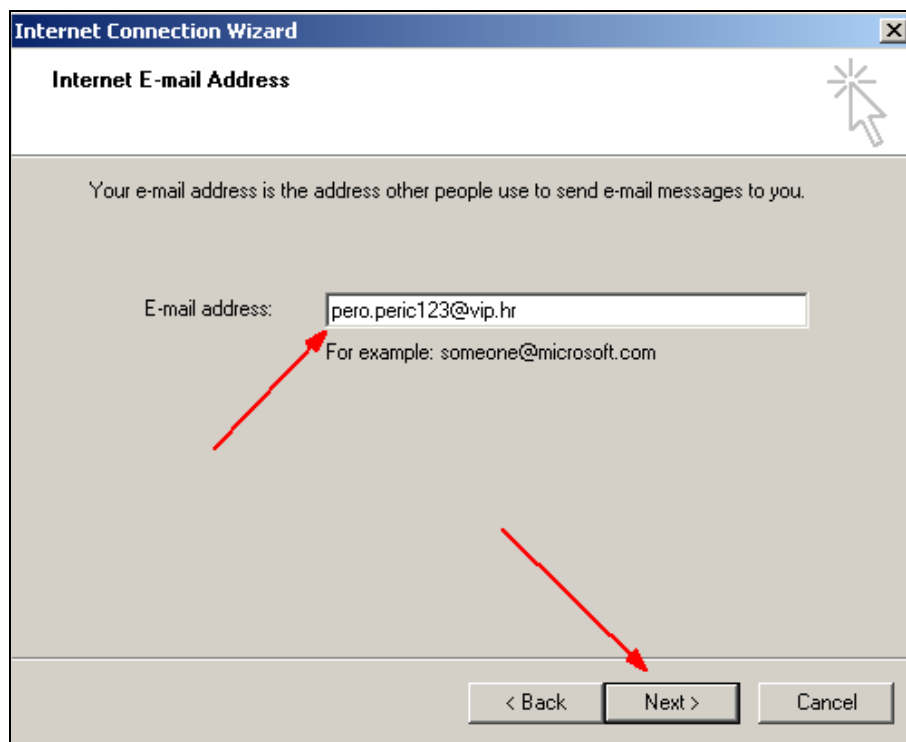 Internet Connection Wizard
Internet E-mail Address
Your e-mail address is the address other people use to send e-mail messages to you.
E-mail address: pero.peric123@vip.hr
For example: someone@microsoft.com
< Back Next > Cancel